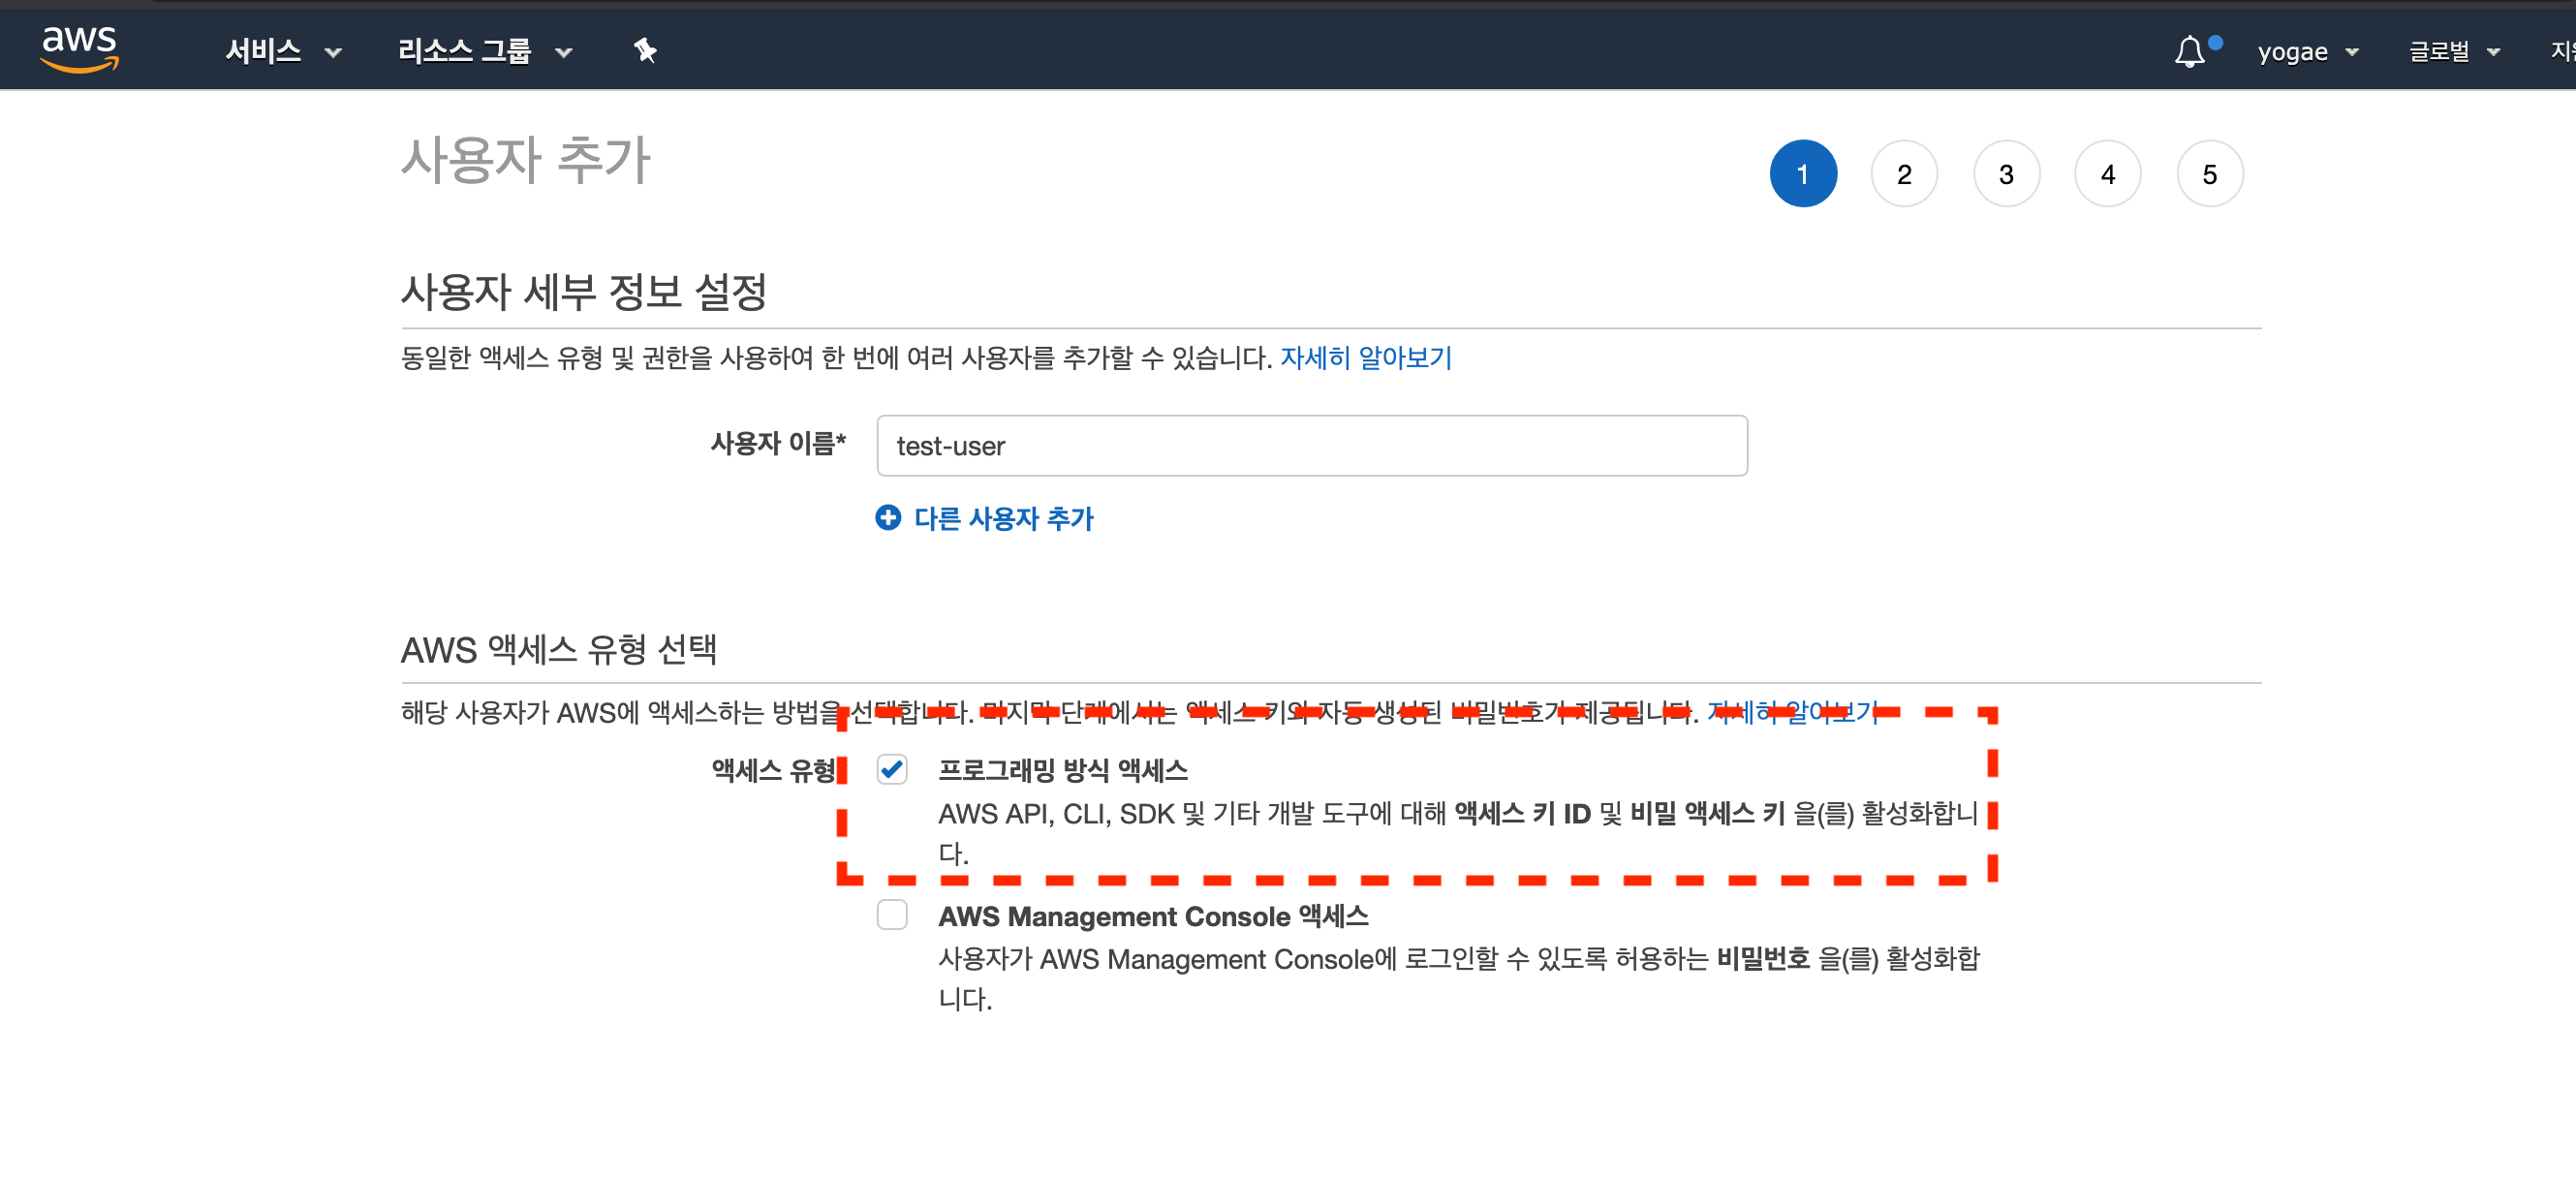 aws 서비스 리소스 그룹 yogae 글로벌
사용자 추가 1 2 3 4 5
사용자 세부 정보 설정
동일한 액세스 유형 및 권한을 사용하여 한 번에 여러 사용자를 추가할 수 있습니다. 자세히 알아보기
사용자 이름* test-user
다른 사용자 추가
AWS 액세스 유형 선택
해당 사용자가 AWS에 액세스하는 방법을 선택합니다. 마지막 단계에서는 액세스 키와 자동 생성된 비밀번호가 제공됩니다. 자세히 알아보기
액세스 유형 프로그래밍 방식 액세스
AWS API, CLI, SDK 및 기타 개발 도구에 대해 액세스 키 ID 및 비밀 액세스 키 을(를) 활성화합니
다.
AWS Management Console 액세스
사용자가 AWS Management Console에 로그인할 수 있도록 허용하는 비밀번호 을(를) 활성화합
니다.